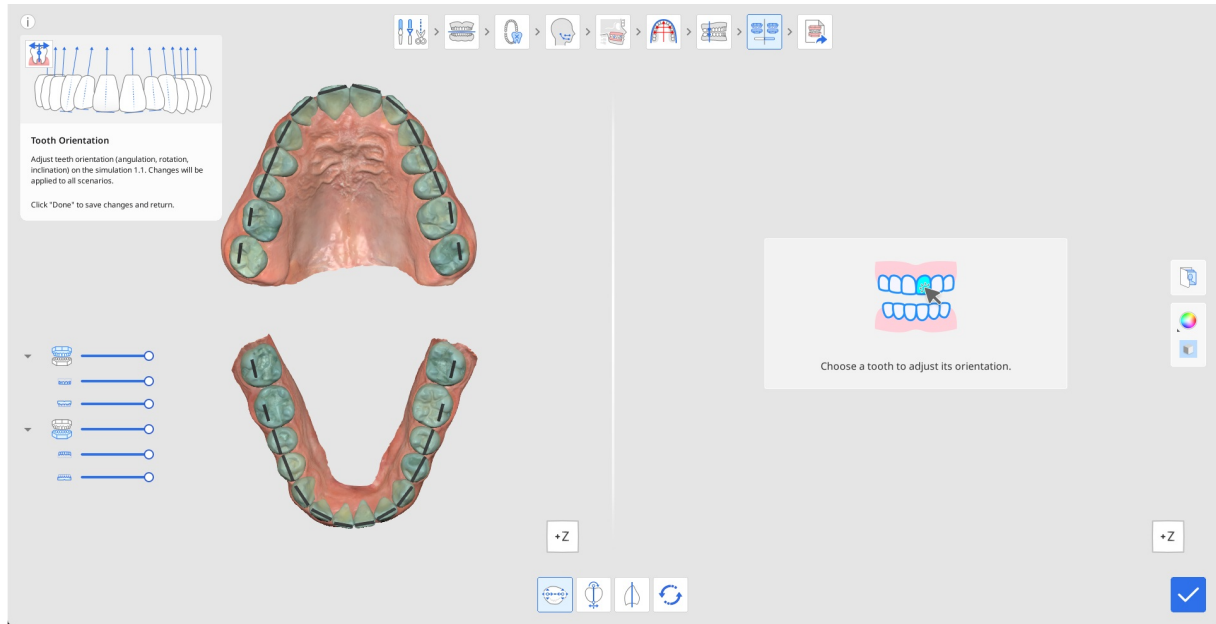 Tooth Orientation
Adjust teeth orientation (angulation, rotation,
inclination) on the simulation 1.1. Changes will be
applied to all scenarios.
Click "Done" to save changes and return.
Choose a tooth to adjust its orientation.
+Z
+Z